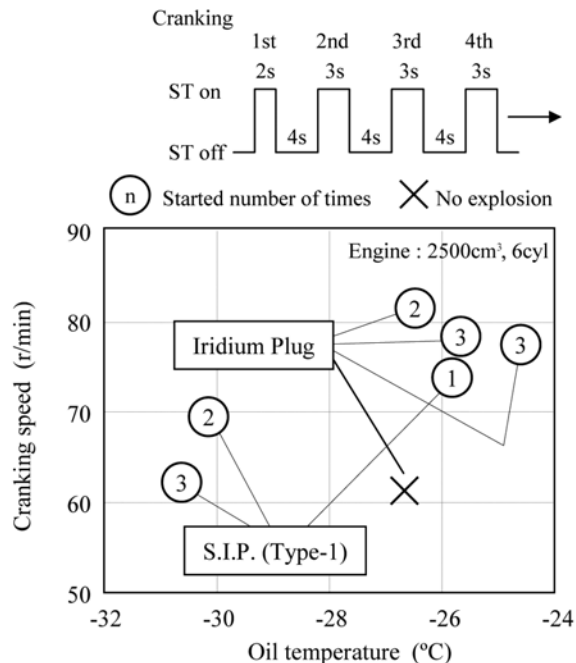 Cranking
1st 2nd 3rd 4th
2s 3s 3s 3s
ST on
4s 4s 4s
ST off
n Started number of times No explosion
90
Engine : 2500cm³, 6cyl
2
80
Iridium Plug
3
3
1
70
2
3
60
S.I.P. (Type-1)
50
-32 -30 -28 -26 -24
Cranking speed (r/min)
Oil temperature (ºC)